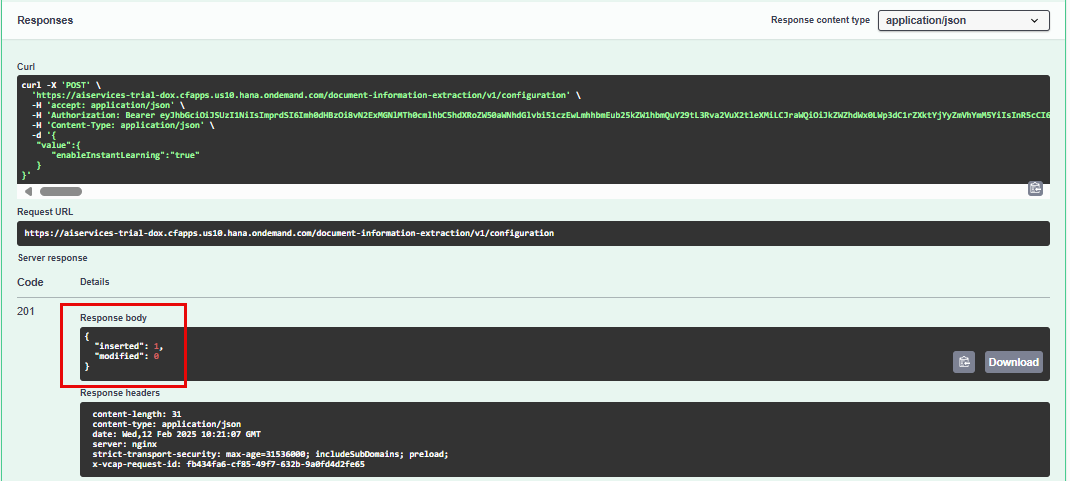 Responses
Response content type
application/json
Curl
curl -X 'POST' \
'https://aiservices-trial-dox.cfapps.us10.hana.ondemand.com/document-information-extraction/v1/configuration' \
-H 'accept: application/json' \
-H 'Authorization: Bearer
-H 'Content-Type: application/json' \
-d '{
"value":{
"enableInstantLearning":"true"
}
}'
Request URL
https://aiservices-trial-dox.cfapps.us10.hana.ondemand.com/document-information-extraction/v1/configuration
Server response
Code
Details
201
Response body
{
"inserted": 1,
"modified": 0
}
Download
Response headers
content-length: 31
content-type: application/json
date: Wed,12 Feb 2025 10:21:07 GMT
server: nginx
strict-transport-security: max-age=31536000; includeSubDomains; preload;
x-vcap-request-id: fb434fa6-cf85-49f7-632b-9a0fd4d2fe65